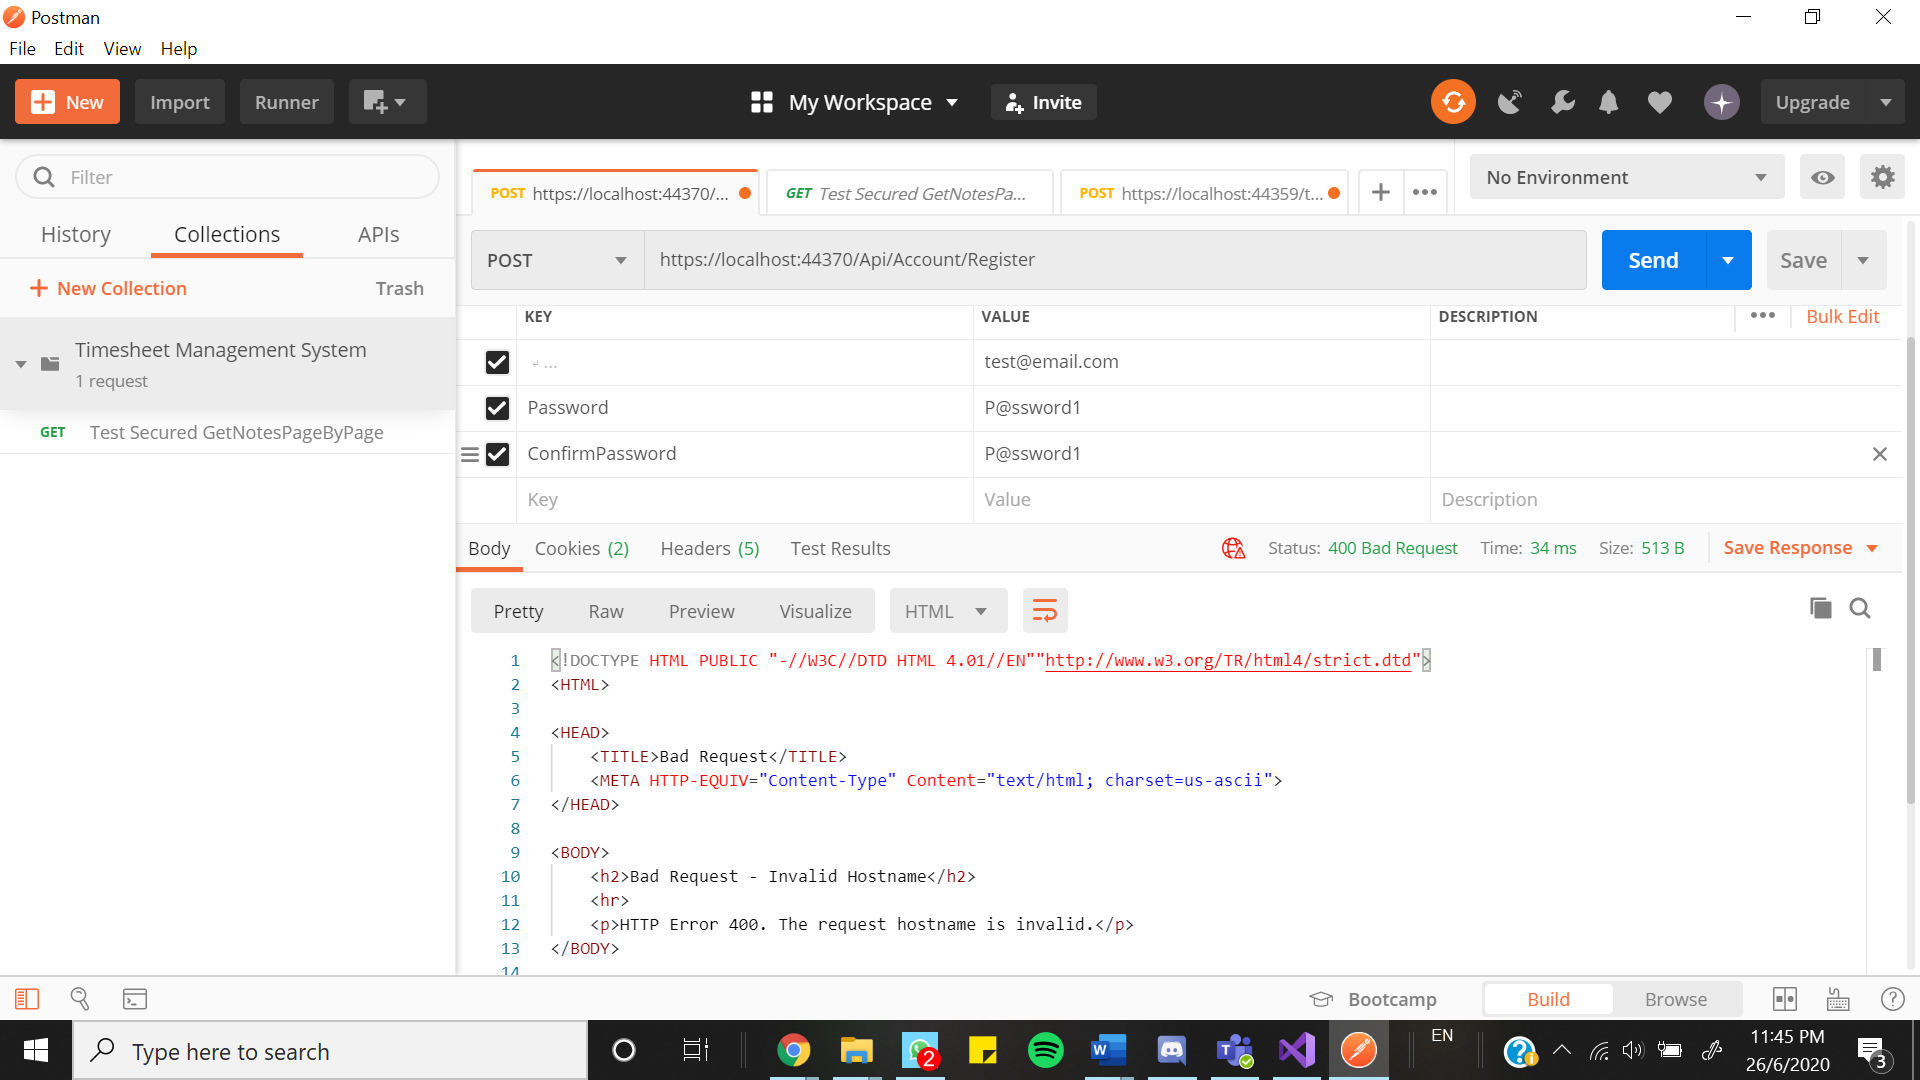 Postman
File Edit View Help
New Import Runner My Workspace Invite Upgrade
Filter
History Collections APIs
New Collection Trash
Timesheet Management System
1 request
GET Test Secured GetNotesPageByPage
POST https://localhost:44370/... GET Test Secured GetNotesPa... POST https://localhost:44359/t... No Environment
POST https://localhost:44370/Api/Account/Register Send Save
KEY VALUE DESCRIPTION Bulk Edit
... test@email.com
Password P@ssword1
ConfirmPassword P@ssword1
Key Value Description
Body Cookies (2) Headers (5) Test Results Status: 400 Bad Request Time: 34 ms Size: 513 B Save Response
Pretty Raw Preview Visualize HTML
1 <!DOCTYPE HTML PUBLIC "-//W3C//DTD HTML 4.01//EN""http://www.w3.org/TR/html4/strict.dtd">
2 <HTML>
3
4 <HEAD>
5 <TITLE>Bad Request</TITLE>
6 <META HTTP-EQUIV="Content-Type" Content="text/html; charset=us-ascii">
7 </HEAD>
8
9 <BODY>
10 <h2>Bad Request - Invalid Hostname</h2>
11 <hr>
12 <p>HTTP Error 400. The request hostname is invalid.</p>
13 </BODY>
14
Bootcamp Build Browse
Type here to search
2
EN
11:45 PM
26/6/2020
3